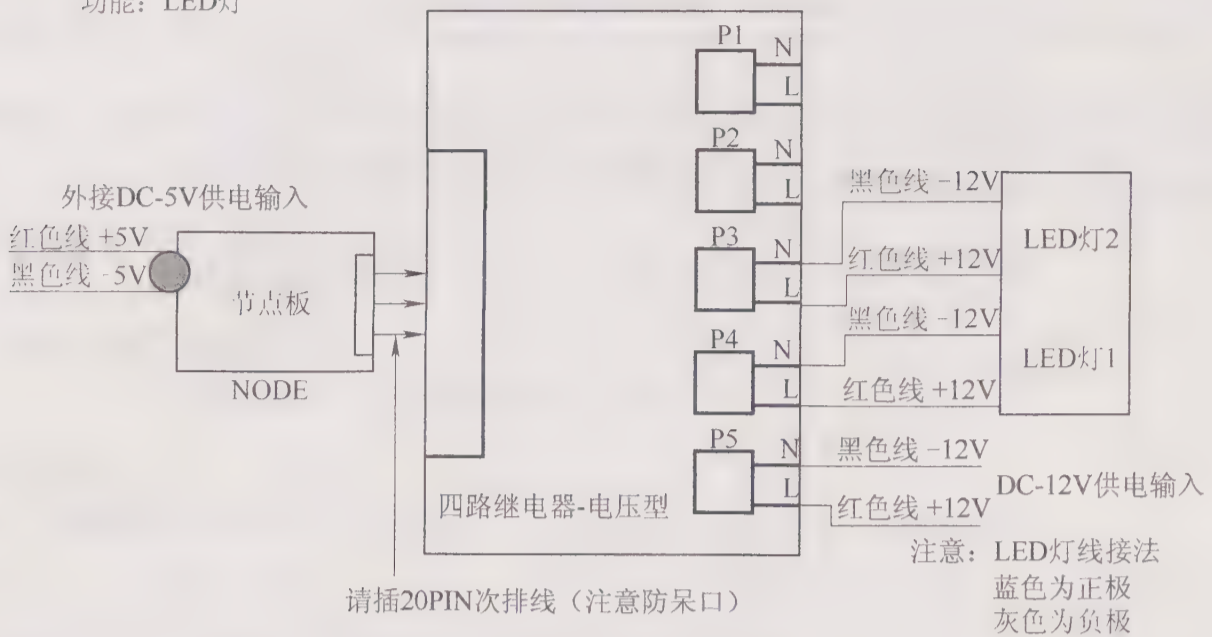 功能：LED灯
P1
N
L
P2
N
L
外接DC-5V供电输入
红色线 +5V
黑色线 -5V
节点板
NODE
P3
N
L
黑色线 -12V
红色线 +12V
LED灯2
P4
N
L
黑色线 -12V
红色线 +12V
LED灯1
P5
N
L
黑色线 -12V
红色线 +12V
DC-12V供电输入
四路继电器-电压型
注意：LED灯线接法
蓝色为正极
灰色为负极
请插20PIN次排线（注意防呆口）